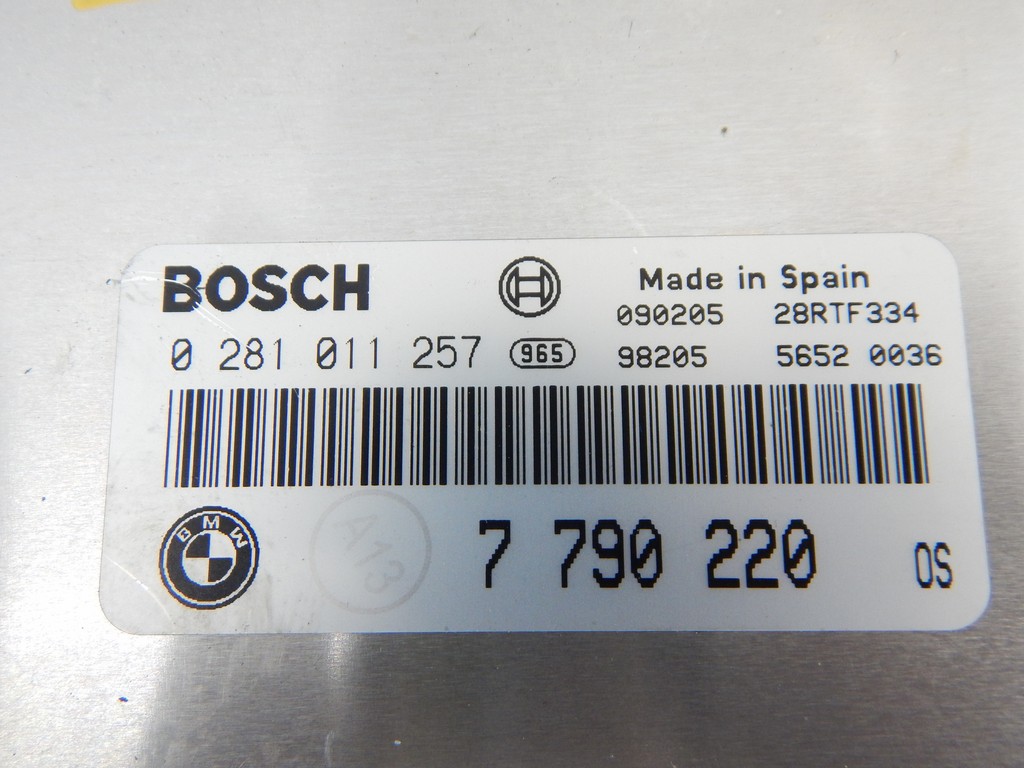 BOSCH
Made in Spain
090205 28RTF334
0 281 011 257 965 98205 5652 0036
BMW
A13
7 790 220 OS